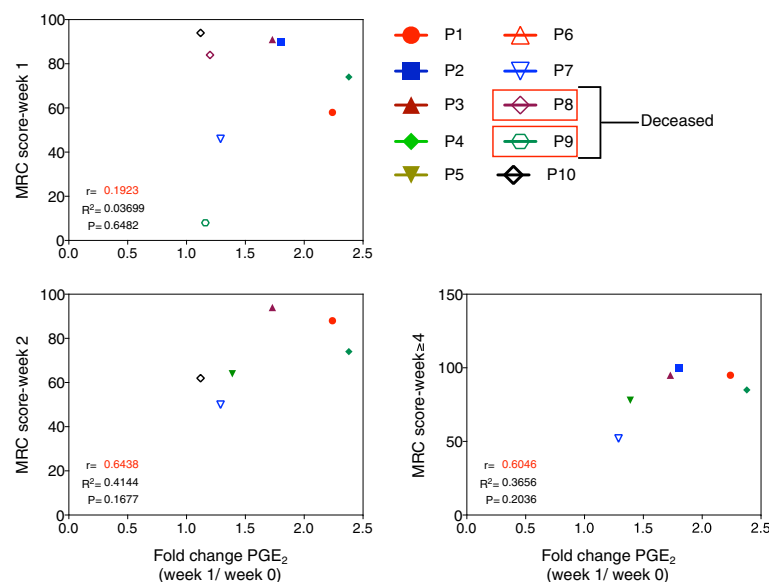 100
80
60
40
20
0
MRC score-week 1
r= 0.1923
R2= 0.03699
P= 0.6482
0.0 0.5 1.0 1.5 2.0 2.5
P1 P6
P2 P7
P3 P8
P4 P9
P5 P10
Deceased
100
80
60
40
20
0
MRC score-week 2
r= 0.6438
R2= 0.4144
P= 0.1677
0.0 0.5 1.0 1.5 2.0 2.5
Fold change PGE2
(week 1/ week 0)
150
100
50
0
MRC score-week≥4
r= 0.6046
R2= 0.3656
P= 0.2036
0.0 0.5 1.0 1.5 2.0 2.5
Fold change PGE2
(week 1/ week 0)